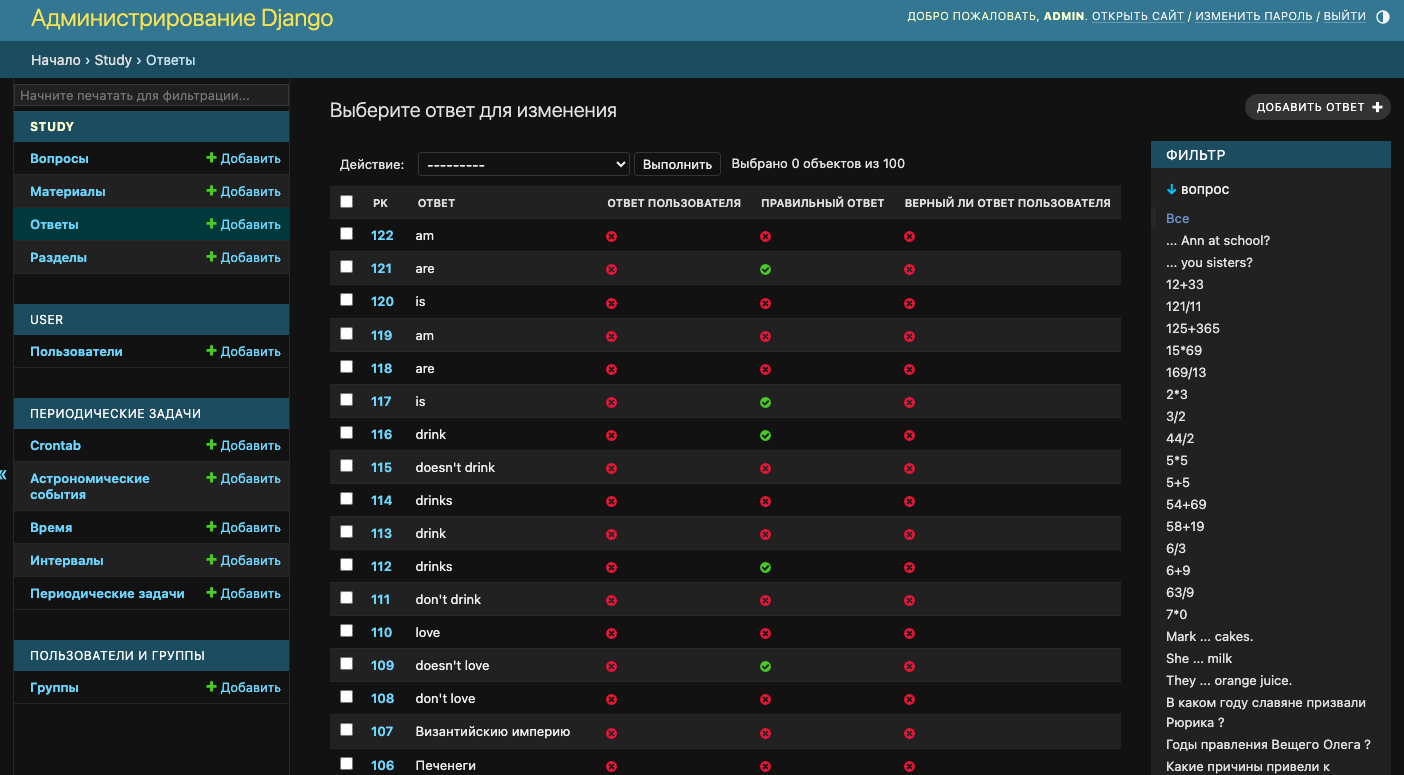 Администрирование Django
ДОБРО ПОЖАЛОВАТЬ, ADMIN. ОТКРЫТЬ САЙТ / ИЗМЕНИТЬ ПАРОЛЬ / ВЫЙТИ
Начало › Study › Ответы
Начните печатать для фильтрации...
STUDY
Вопросы Добавить
Материалы Добавить
Ответы Добавить
Разделы Добавить
USER
Пользователи Добавить
ПЕРИОДИЧЕСКИЕ ЗАДАЧИ
Crontab Добавить
Астрономические Добавить
события
Время Добавить
Интервалы Добавить
Периодические задачи Добавить
ПОЛЬЗОВАТЕЛИ И ГРУППЫ
Группы Добавить
«
Выберите ответ для изменения
ДОБАВИТЬ ОТВЕТ
Действие: --------- Выполнить Выбрано 0 объектов из 100
PK ОТВЕТ ОТВЕТ ПОЛЬЗОВАТЕЛЯ ПРАВИЛЬНЫЙ ОТВЕТ ВЕРНЫЙ ЛИ ОТВЕТ ПОЛЬЗОВАТЕЛЯ
122 am
121 are
120 is
119 am
118 are
117 is
116 drink
115 doesn't drink
114 drinks
113 drink
112 drinks
111 don't drink
110 love
109 doesn't love
108 don't love
107 Византийскию империю
106 Печенеги
ФИЛЬТР
вопрос
Все
... Ann at school?
... you sisters?
12+33
121/11
125+365
15*69
169/13
2*3
3/2
44/2
5*5
5+5
54+69
58+19
6/3
6+9
63/9
7*0
Mark ... cakes.
She ... milk
They ... orange juice.
В каком году славяне призвали
Рюрика ?
Годы правления Вещего Олега ?
Какие причины привели к